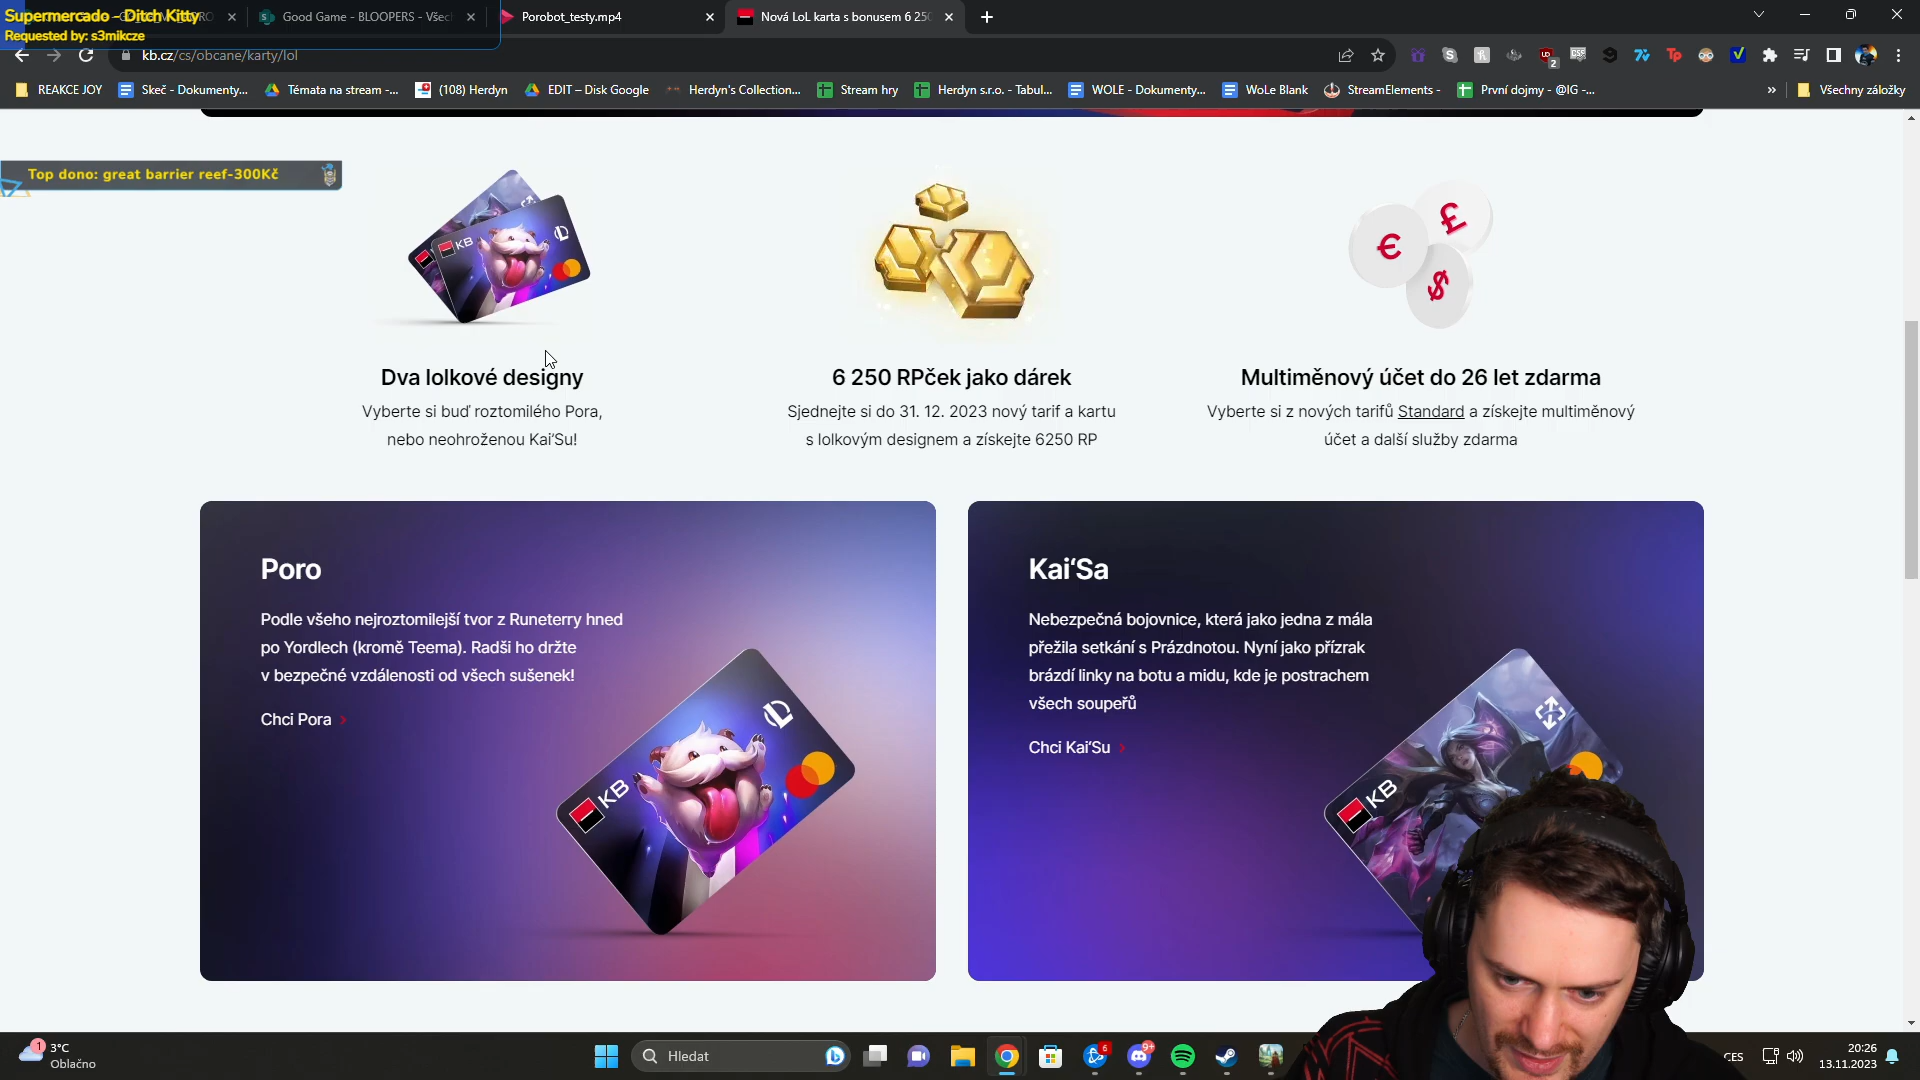 Supermercado - Ditch Kitty
Requested by: s3mikcze
Good Game - BLOOPERS - Všec
Porobot_testy.mp4
Nová LoL karta s bonusem 6 250
kb.cz/cs/obcane/karty/lol
REAKCE JOY
Skeč - Dokumenty...
Témata na stream -...
(108) Herdyn
EDIT – Disk Google
Herdyn's Collection...
Stream hry
Herdyn s.r.o. - Tabul...
WOLE - Dokumenty...
WoLe Blank
StreamElements -
První dojmy - @IG -...
»
Všechny záložky
Top dono: great barrier reef-300Kč
KB
€ £ $
Dva lolkové designy
Vyberte si buď roztomilého Pora,
nebo neohroženou Kai’Su!
6 250 RPček jako dárek
Sjednejte si do 31. 12. 2023 nový tarif a kartu
s lolkovým designem a získejte 6250 RP
Multiměnový účet do 26 let zdarma
Vyberte si z nových tarifů Standard a získejte multiměnový
účet a další služby zdarma
Poro
Podle všeho nejroztomilejší tvor z Runeterry hned
po Yordlech (kromě Teema). Radši ho držte
v bezpečné vzdálenosti od všech sušenek!
Chci Pora
KB
Kai‘Sa
Nebezpečná bojovnice, která jako jedna z mála
přežila setkání s Prázdnotou. Nyní jako přízrak
brázdí linky na botu a midu, kde je postrachem
všech soupeřů
Chci Kai’Su
KB
1
3°C
Oblačno
Hledat
6
9+
CES
20:26
13.11.2023